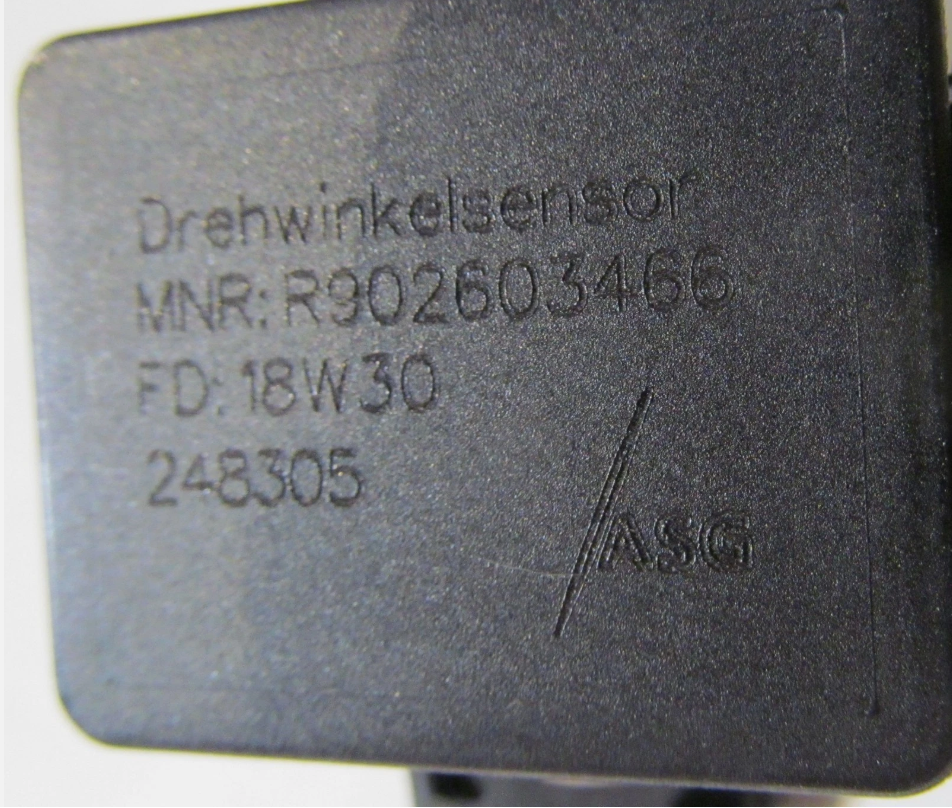 Drehwinkelsensor
MNR: R902603466
FD: 18W30
248305
ASG